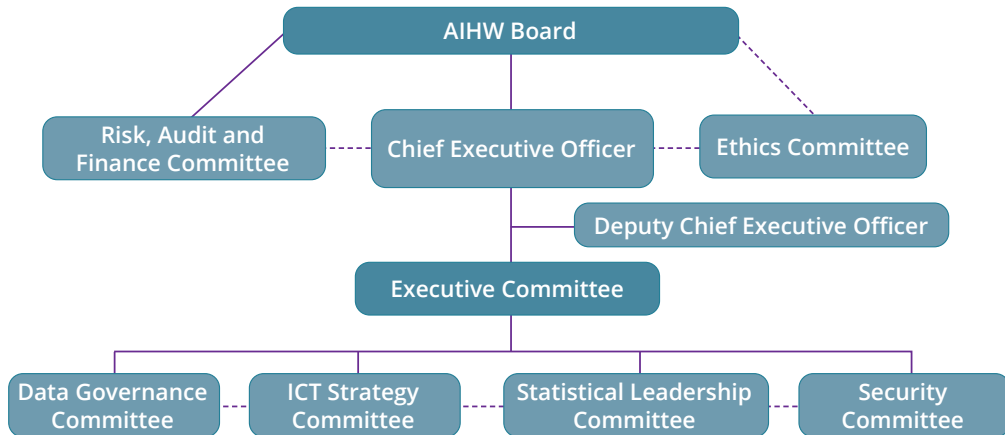 AIHW Board
Risk, Audit and
Finance Committee
Chief Executive Officer
Ethics Committee
Deputy Chief Executive Officer
Executive Committee
Data Governance
Committee
ICT Strategy
Committee
Statistical Leadership
Committee
Security
Committee